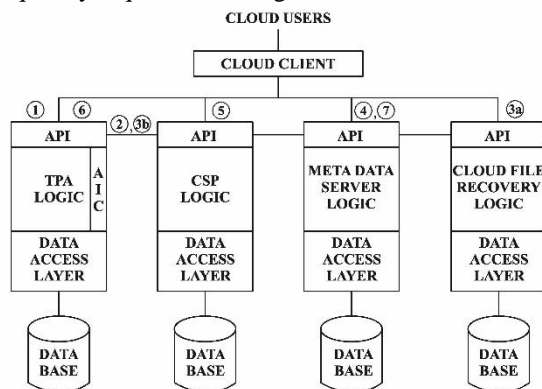 CLOUD USERS
CLOUD CLIENT
① ⑥ ②,③b ⑤ ④,⑦ ③a
API API API API
TPA LOGIC
AIC
CSP LOGIC
META DATA SERVER LOGIC
CLOUD FILE RECOVERY LOGIC
DATA ACCESS LAYER
DATA ACCESS LAYER
DATA ACCESS LAYER
DATA ACCESS LAYER
DATA BASE
DATA BASE
DATA BASE
DATA BASE